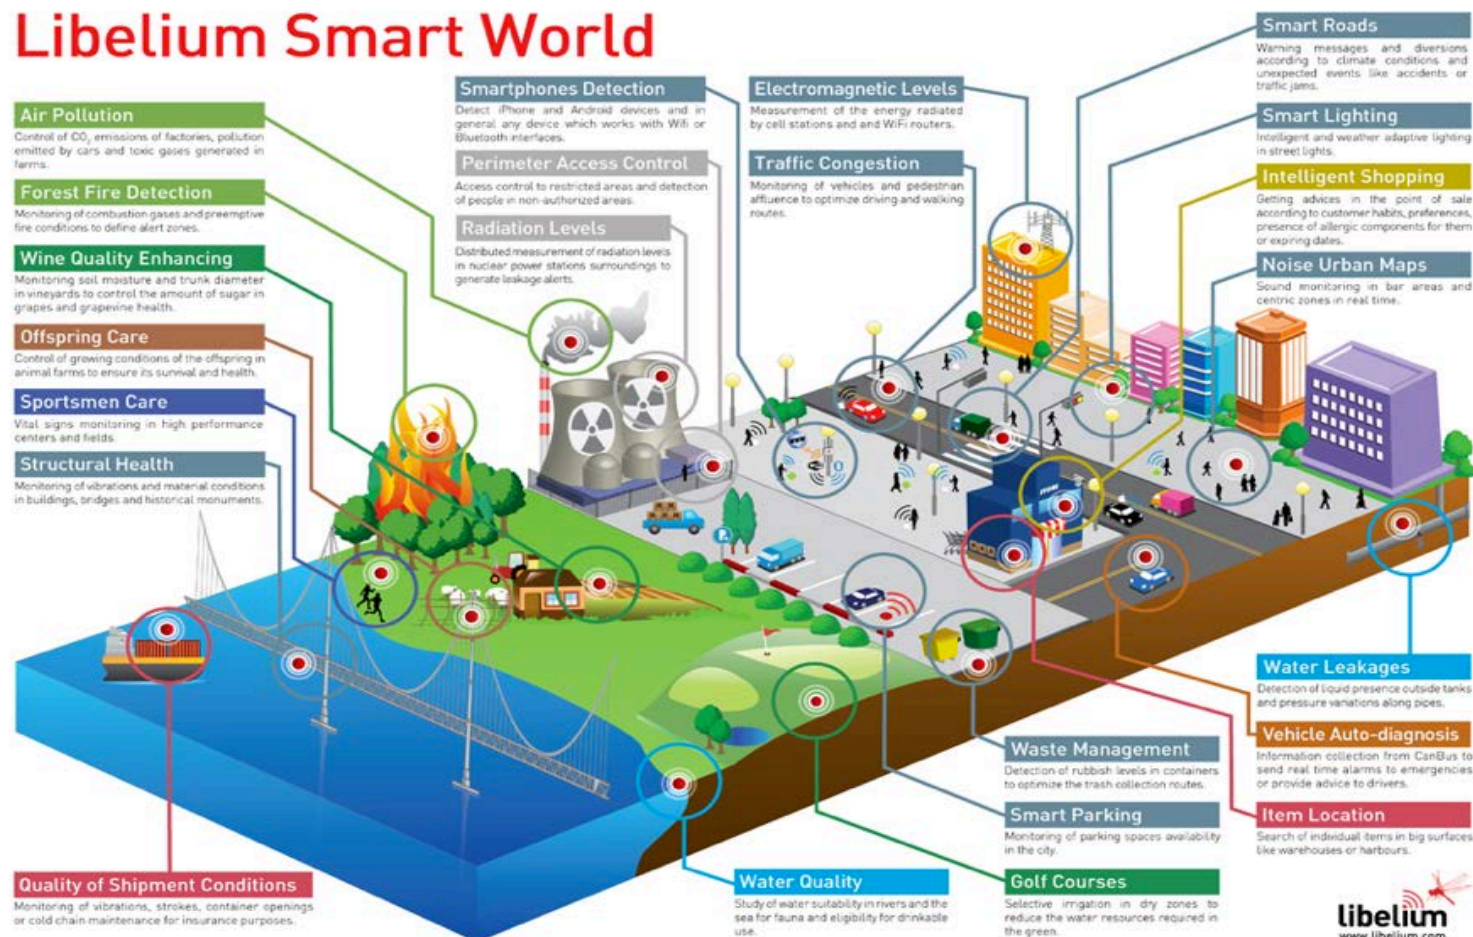 Libelium Smart World
Air Pollution
Control of CO₂ emissions of factories, pollution
emitted by cars and toxic gases generated in
farms.
Forest Fire Detection
Monitoring of combustion gases and preemptive
fire conditions to define alert zones.
Wine Quality Enhancing
Monitoring soil moisture and trunk diameter
in vineyards to control the amount of sugar in
grapes and grapevine health.
Offspring Care
Control of growing conditions of the offspring in
animal farms to ensure its survival and health.
Sportsmen Care
Vital signs monitoring in high performance
centers and fields.
Structural Health
Monitoring of vibrations and material conditions
in buildings, bridges and historical monuments.
Quality of Shipment Conditions
Monitoring of vibrations, strokes, container openings
or cold chain maintenance for insurance purposes.
Smartphones Detection
Detect iPhone and Android devices and in
general any device which works with Wifi or
Bluetooth interfaces.
Perimeter Access Control
Access control to restricted areas and detection
of people in non-authorized areas.
Radiation Levels
Distributed measurement of radiation levels
in nuclear power stations surroundings to
generate leakage alerts.
Electromagnetic Levels
Measurement of the energy radiated
by cell stations and and WiFi routers.
Traffic Congestion
Monitoring of vehicles and pedestrian
affluence to optimize driving and walking
routes.
Smart Roads
Warning messages and diversions
according to climate conditions and
unexpected events like accidents or
traffic jams.
Smart Lighting
Intelligent and weather adaptive lighting
in street lights.
Intelligent Shopping
Getting advices in the point of sale
according to customer habits, preferences,
presence of allergic components for them
or expiring dates.
Noise Urban Maps
Sound monitoring in bar areas and
centric zones in real time.
STORE
P
Water Leakages
Detection of liquid presence outside tanks
and pressure variations along pipes.
Vehicle Auto-diagnosis
Information collection from CanBus to
send real time alarms to emergencies
or provide advice to drivers.
Item Location
Search of individual items in big surfaces
like warehouses or harbours.
Waste Management
Detection of rubbish levels in containers
to optimize the trash collection routes.
Smart Parking
Monitoring of parking spaces availability
in the city.
Golf Courses
Selective irrigation in dry zones to
reduce the water resources required in
the green.
Water Quality
Study of water suitability in rivers and the
sea for fauna and eligibility for drinkable
use.
libelium
www.libelium.com